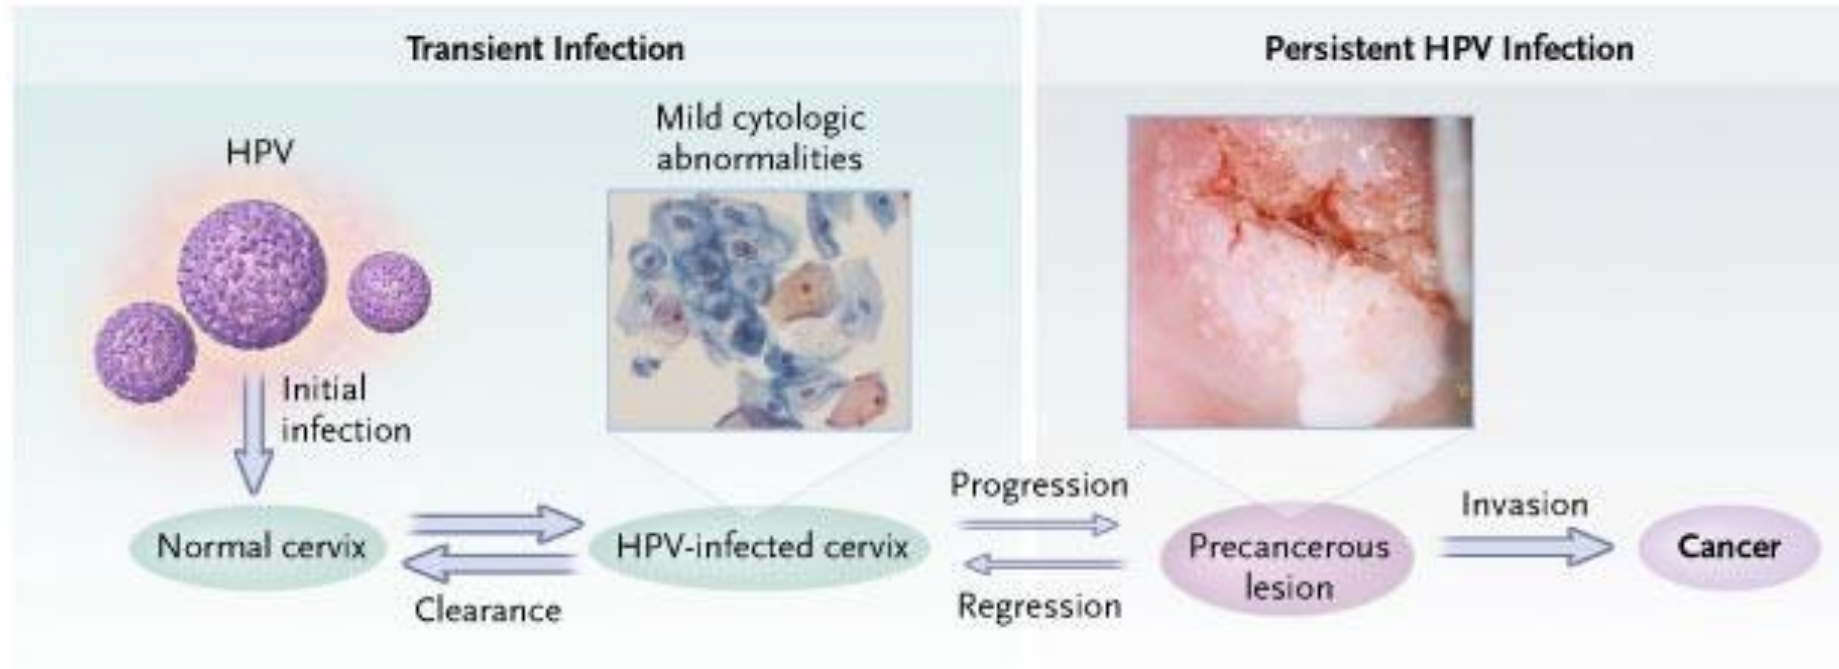 Transient Infection
Persistent HPV Infection
HPV
Mild cytologic
abnormalities
Initial
infection
Normal cervix
Clearance
HPV-infected cervix
Progression
Regression
Precancerous
lesion
Invasion
Cancer